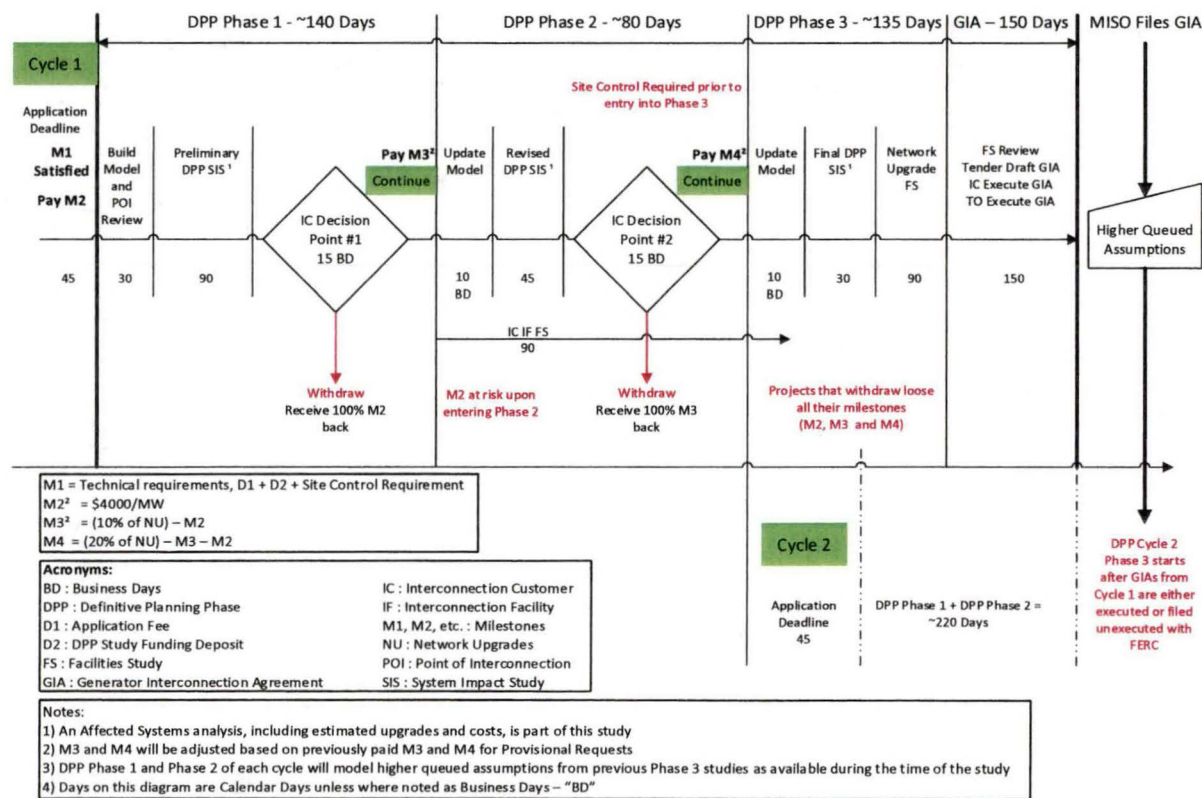 DPP Phase 1 - ~140 Days
DPP Phase 2 - ~80 Days
DPP Phase 3 - ~135 Days
GIA – 150 Days
MISO Files GIA
Cycle 1
Site Control Required prior to
entry into Phase 3
Application
Deadline
M1
Satisfied
Pay M2
45
Build
Model
and
POI
Review
30
Preliminary
DPP SIS ¹
90
IC Decision
Point #1
15 BD
Pay M3²
Continue
Withdraw
Receive 100% M2
back
Update
Model
10
BD
Revised
DPP SIS ¹
45
IC Decision
Point #2
15 BD
Pay M4²
Continue
IC IF FS
90
M2 at risk upon
entering Phase 2
Withdraw
Receive 100% M3
back
Update
Model
10
BD
Final DPP
SIS ¹
30
Network
Upgrade
FS
90
FS Review
Tender Draft GIA
IC Execute GIA
TO Execute GIA
150
Higher Queued
Assumptions
Projects that withdraw loose
all their milestones
(M2, M3 and M4)
M1 = Technical requirements, D1 + D2 + Site Control Requirement
M2² = $4000/MW
M3² = (10% of NU) – M2
M4 = (20% of NU) – M3 – M2
Cycle 2
Application
Deadline
45
DPP Phase 1 + DPP Phase 2 =
~220 Days
DPP Cycle 2
Phase 3 starts
after GIAs from
Cycle 1 are either
executed or filed
unexecuted with
FERC
Acronyms:
BD : Business Days
DPP : Definitive Planning Phase
D1 : Application Fee
D2 : DPP Study Funding Deposit
FS : Facilities Study
GIA : Generator Interconnection Agreement
IC : Interconnection Customer
IF : Interconnection Facility
M1, M2, etc. : Milestones
NU : Network Upgrades
POI : Point of Interconnection
SIS : System Impact Study
Notes:
1) An Affected Systems analysis, including estimated upgrades and costs, is part of this study
2) M3 and M4 will be adjusted based on previously paid M3 and M4 for Provisional Requests
3) DPP Phase 1 and Phase 2 of each cycle will model higher queued assumptions from previous Phase 3 studies as available during the time of the study
4) Days on this diagram are Calendar Days unless where noted as Business Days – “BD”